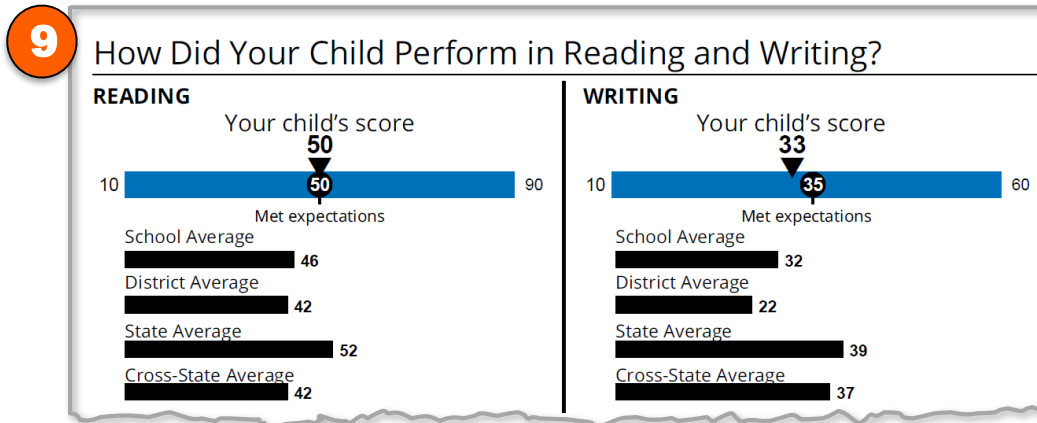 9
How Did Your Child Perform in Reading and Writing?
READING
Your child's score
50
10 50 90
Met expectations
School Average
46
District Average
42
State Average
52
Cross-State Average
42
WRITING
Your child's score
33
10 35 60
Met expectations
School Average
32
District Average
22
State Average
39
Cross-State Average
37